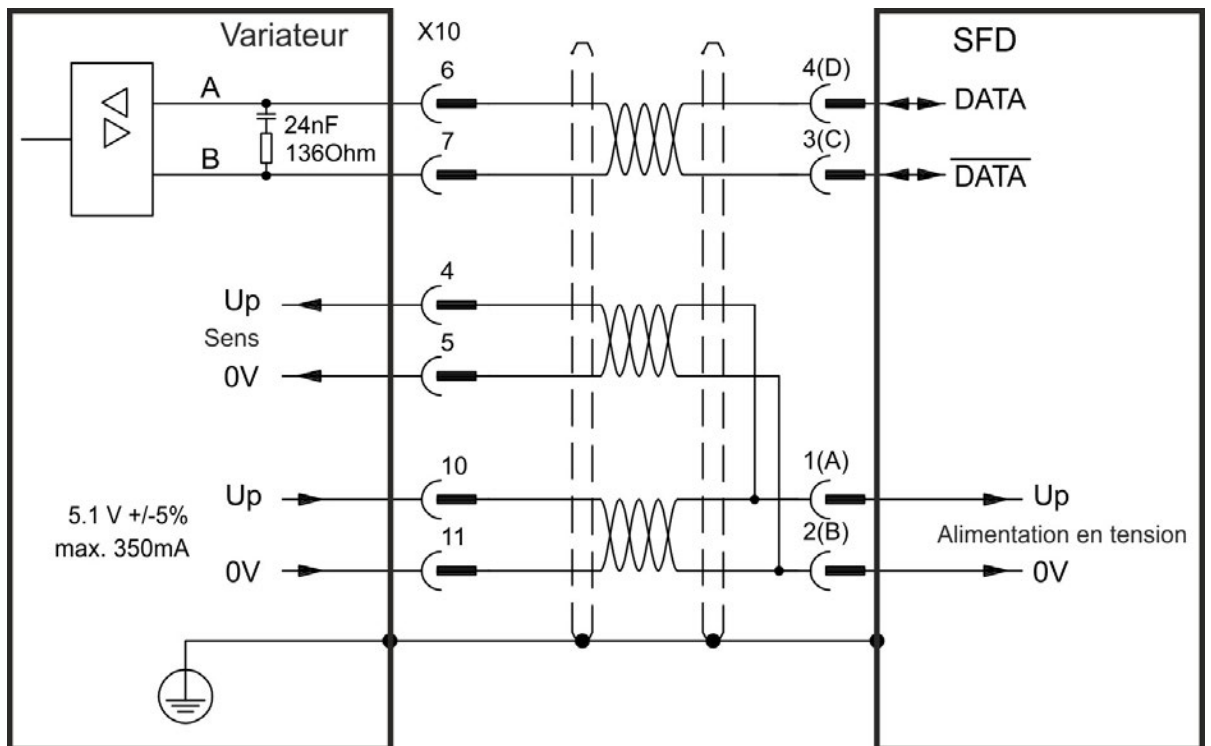 Variateur
X10
SFD
A
6
4(D)
DATA
24nF
136Ohm
B
7
3(C)
DATA
Up
4
Sens
0V
5
5.1 V +/-5%
max. 350mA
Up
10
1(A)
Up
Alimentation en tension
0V
11
2(B)
0V